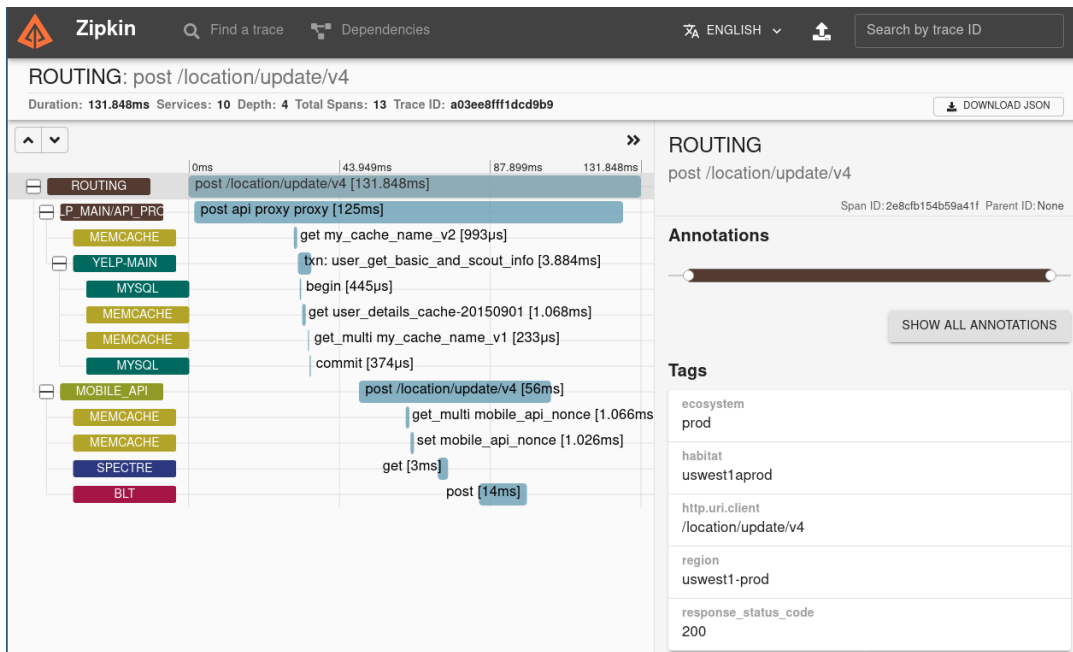 Zipkin
Find a trace
Dependencies
ENGLISH
Search by trace ID
ROUTING: post /location/update/v4
Duration: 131.848ms Services: 10 Depth: 4 Total Spans: 13 Trace ID: a03ee8fff1dcd9b9
DOWNLOAD JSON
0ms 43.949ms 87.899ms 131.848ms
ROUTING post /location/update/v4 [131.848ms]
LP_MAIN/API_PRO post api proxy proxy [125ms]
MEMCACHE get my_cache_name_v2 [993µs]
YELP-MAIN txn: user_get_basic_and_scout_info [3.884ms]
MYSQL begin [445µs]
MEMCACHE get user_details_cache-20150901 [1.068ms]
MEMCACHE get_multi my_cache_name_v1 [233µs]
MYSQL commit [374µs]
MOBILE_API post /location/update/v4 [56ms]
MEMCACHE get_multi mobile_api_nonce [1.066ms
MEMCACHE set mobile_api_nonce [1.026ms]
SPECTRE get [3ms]
BLT post [14ms]
ROUTING
post /location/update/v4
Span ID: 2e8cfb154b59a41f Parent ID: None
Annotations
SHOW ALL ANNOTATIONS
Tags
ecosystem
prod
habitat
uswest1aprod
http.uri.client
/location/update/v4
region
uswest1-prod
response_status_code
200